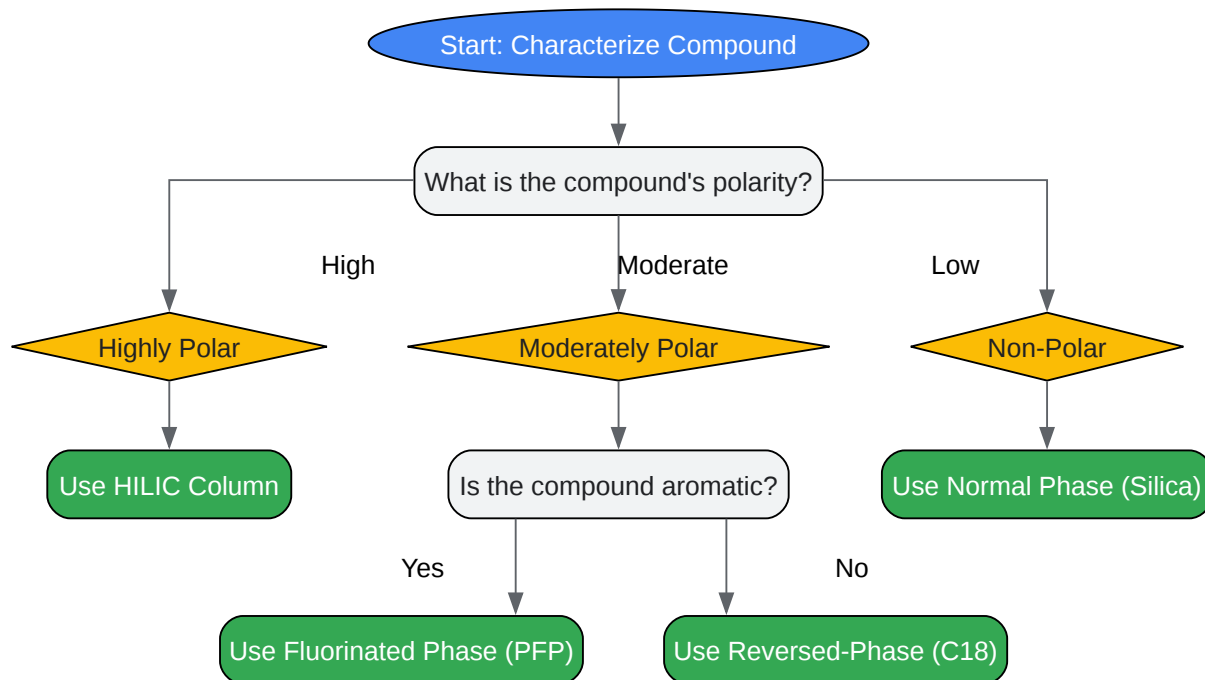 Start: Characterize Compound
What is the compound's polarity?
High
Moderate
Low
Highly Polar
Moderately Polar
Non-Polar
Use HILIC Column
Is the compound aromatic?
Use Normal Phase (Silica)
Yes
No
Use Fluorinated Phase (PFP)
Use Reversed-Phase (C18)